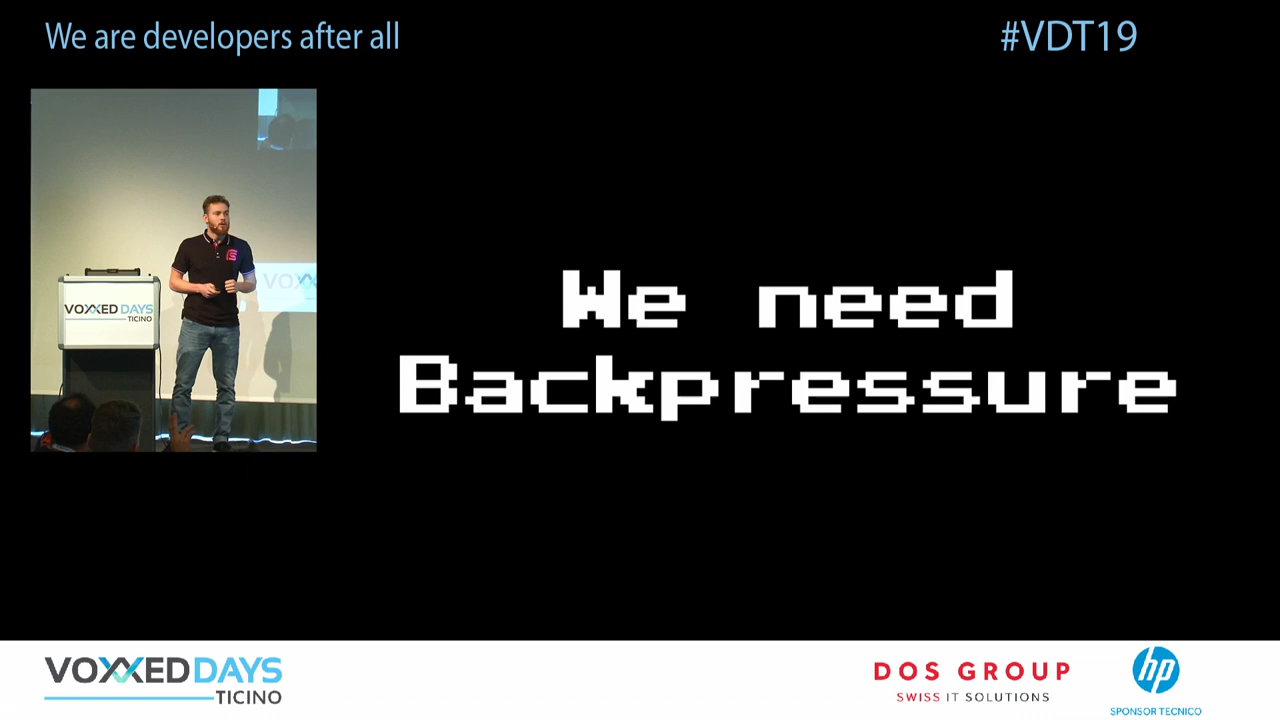 We are developers after all
#VDT19
VOXXED DAYS
TICINO
VOXX
We need
Backpressure
VOXXED DAYS
TICINO
DOS GROUP
SWISS IT SOLUTIONS
hp
SPONSOR TECNICO